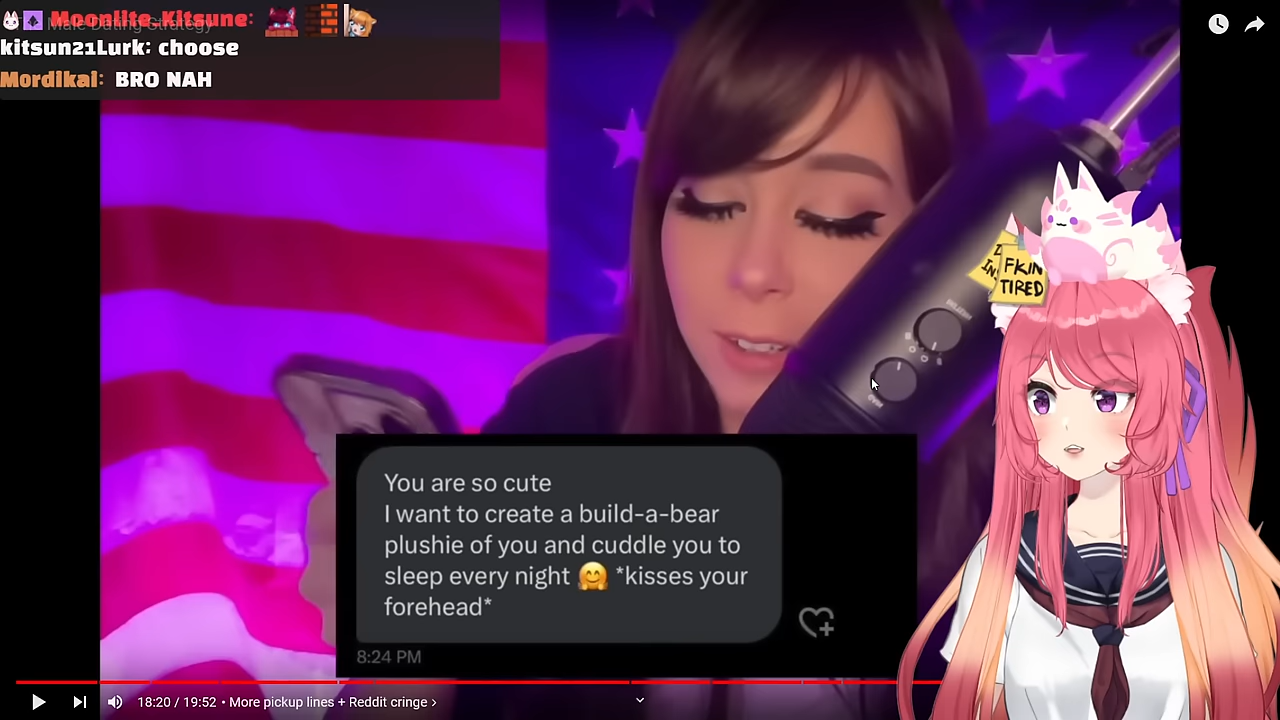 Male Dating Strategy
Moonlite_Kitsune:
kitsun21Lurk: choose
Mordikai: BRO NAH
FKIN
TIRED
You are so cute
I want to create a build-a-bear
plushie of you and cuddle you to
sleep every night 🤗 *kisses your
forehead*
8:24 PM
18:20 / 19:52 • More pickup lines + Reddit cringe ›